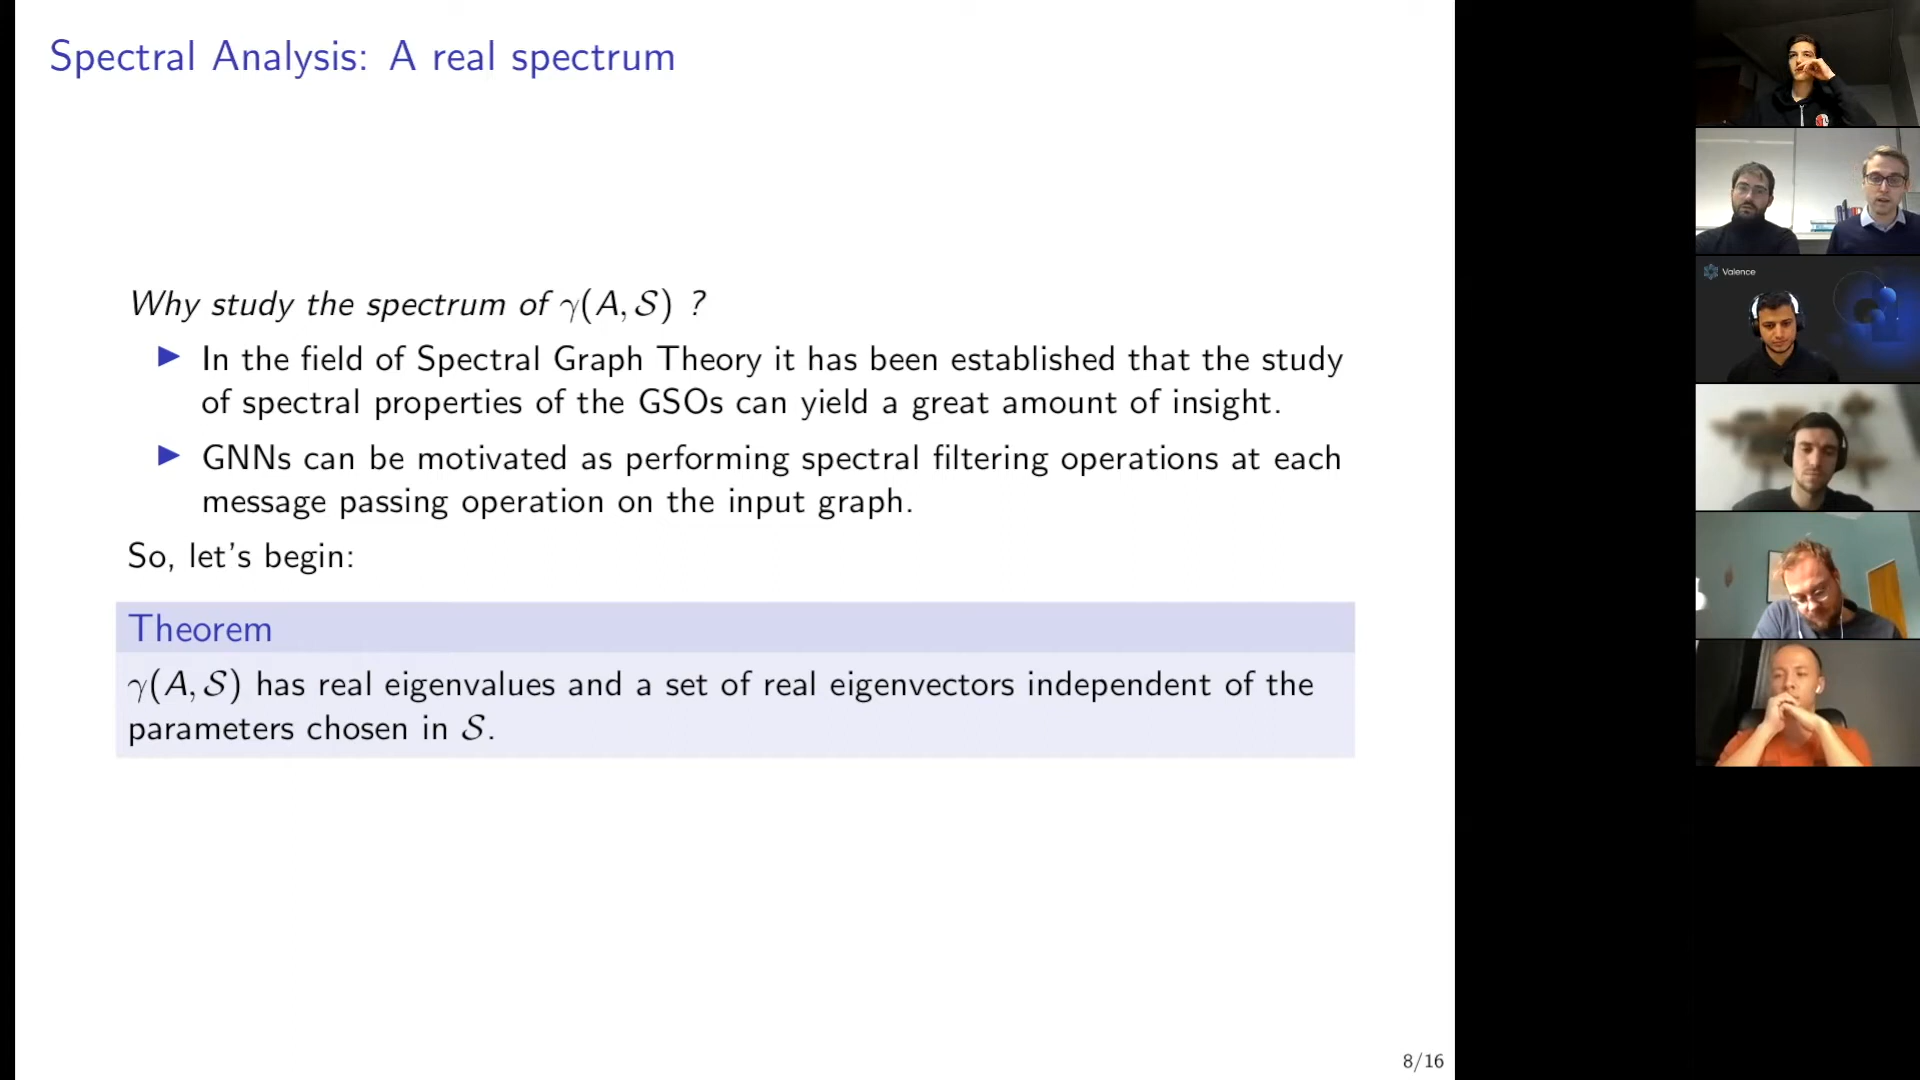 Spectral Analysis: A real spectrum
Why study the spectrum of γ(A, 𝒮) ?
▶ In the field of Spectral Graph Theory it has been established that the study
of spectral properties of the GSOs can yield a great amount of insight.
▶ GNNs can be motivated as performing spectral filtering operations at each
message passing operation on the input graph.
So, let's begin:
Theorem
γ(A, 𝒮) has real eigenvalues and a set of real eigenvectors independent of the
parameters chosen in 𝒮.
8/16
Valence